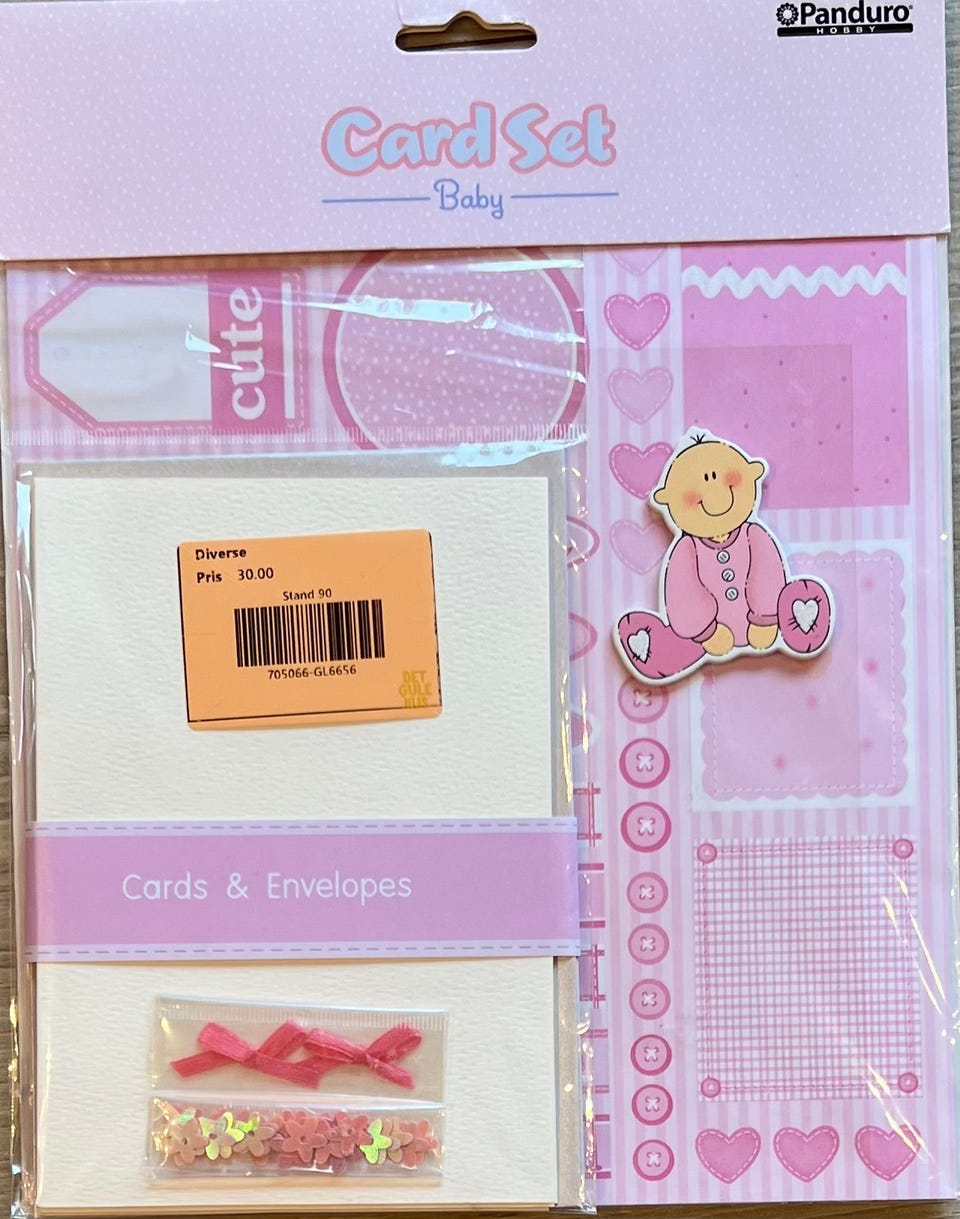 Panduro
HOBBY
Card Set
Baby
cute
Diverse
Pris 30.00
Stand 90
705066-GL6656
DET
GULE
HUS
Cards & Envelopes